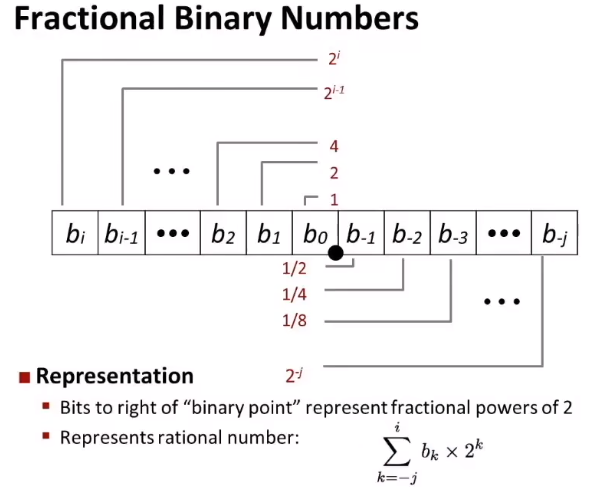 Fractional Binary Numbers
2^i
2^{i-1}
4
2
1
•••
b_i b_{i-1} ••• b_2 b_1 b_0 b_{-1} b_{-2} b_{-3} ••• b_{-j}
1/2
1/4
1/8
•••
2^{-j}
■ Representation
▪ Bits to right of “binary point” represent fractional powers of 2
▪ Represents rational number: \sum_{k=-j}^{i} b_k \times 2^k